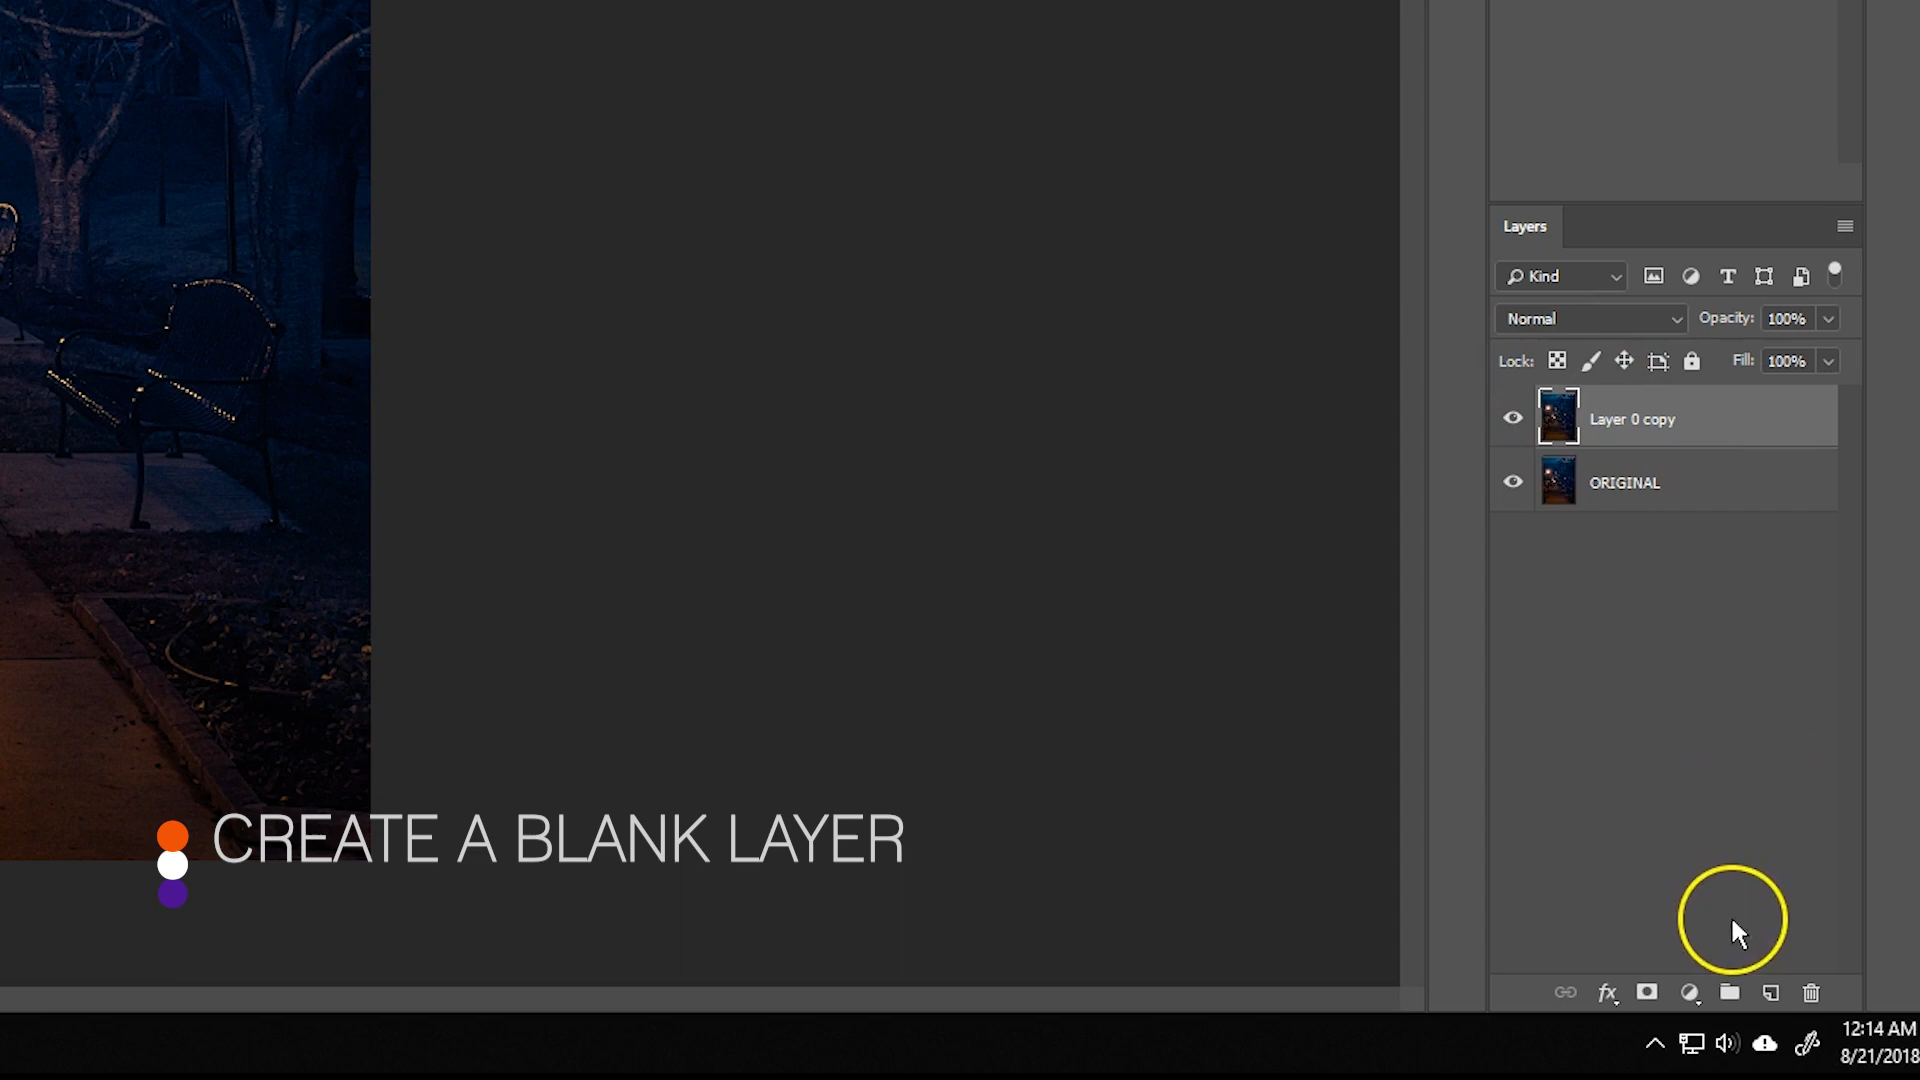 Layers
Kind
Normal
Opacity: 100%
Lock:
Fill: 100%
Layer 0 copy
ORIGINAL
CREATE A BLANK LAYER
fx
12:14 AM
8/21/2018